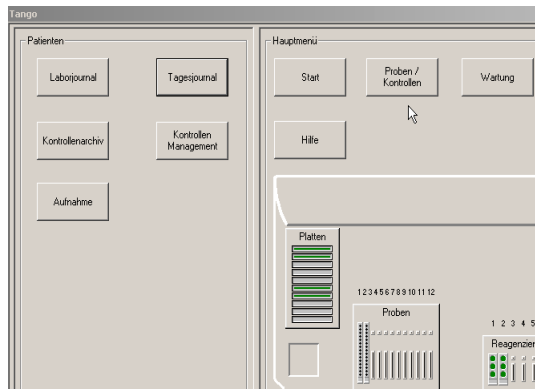 Tango
Patienten
Laborjournal
Tagesjournal
Kontrollenarchiv
Kontrollen
Management
Aufnahme
Hauptmenü
Start
Proben /
Kontrollen
Wartung
Hilfe
Platten
1 2 3 4 5 6 7 8 9 10 11 12
Proben
1 2 3 4 5
Reagenzien